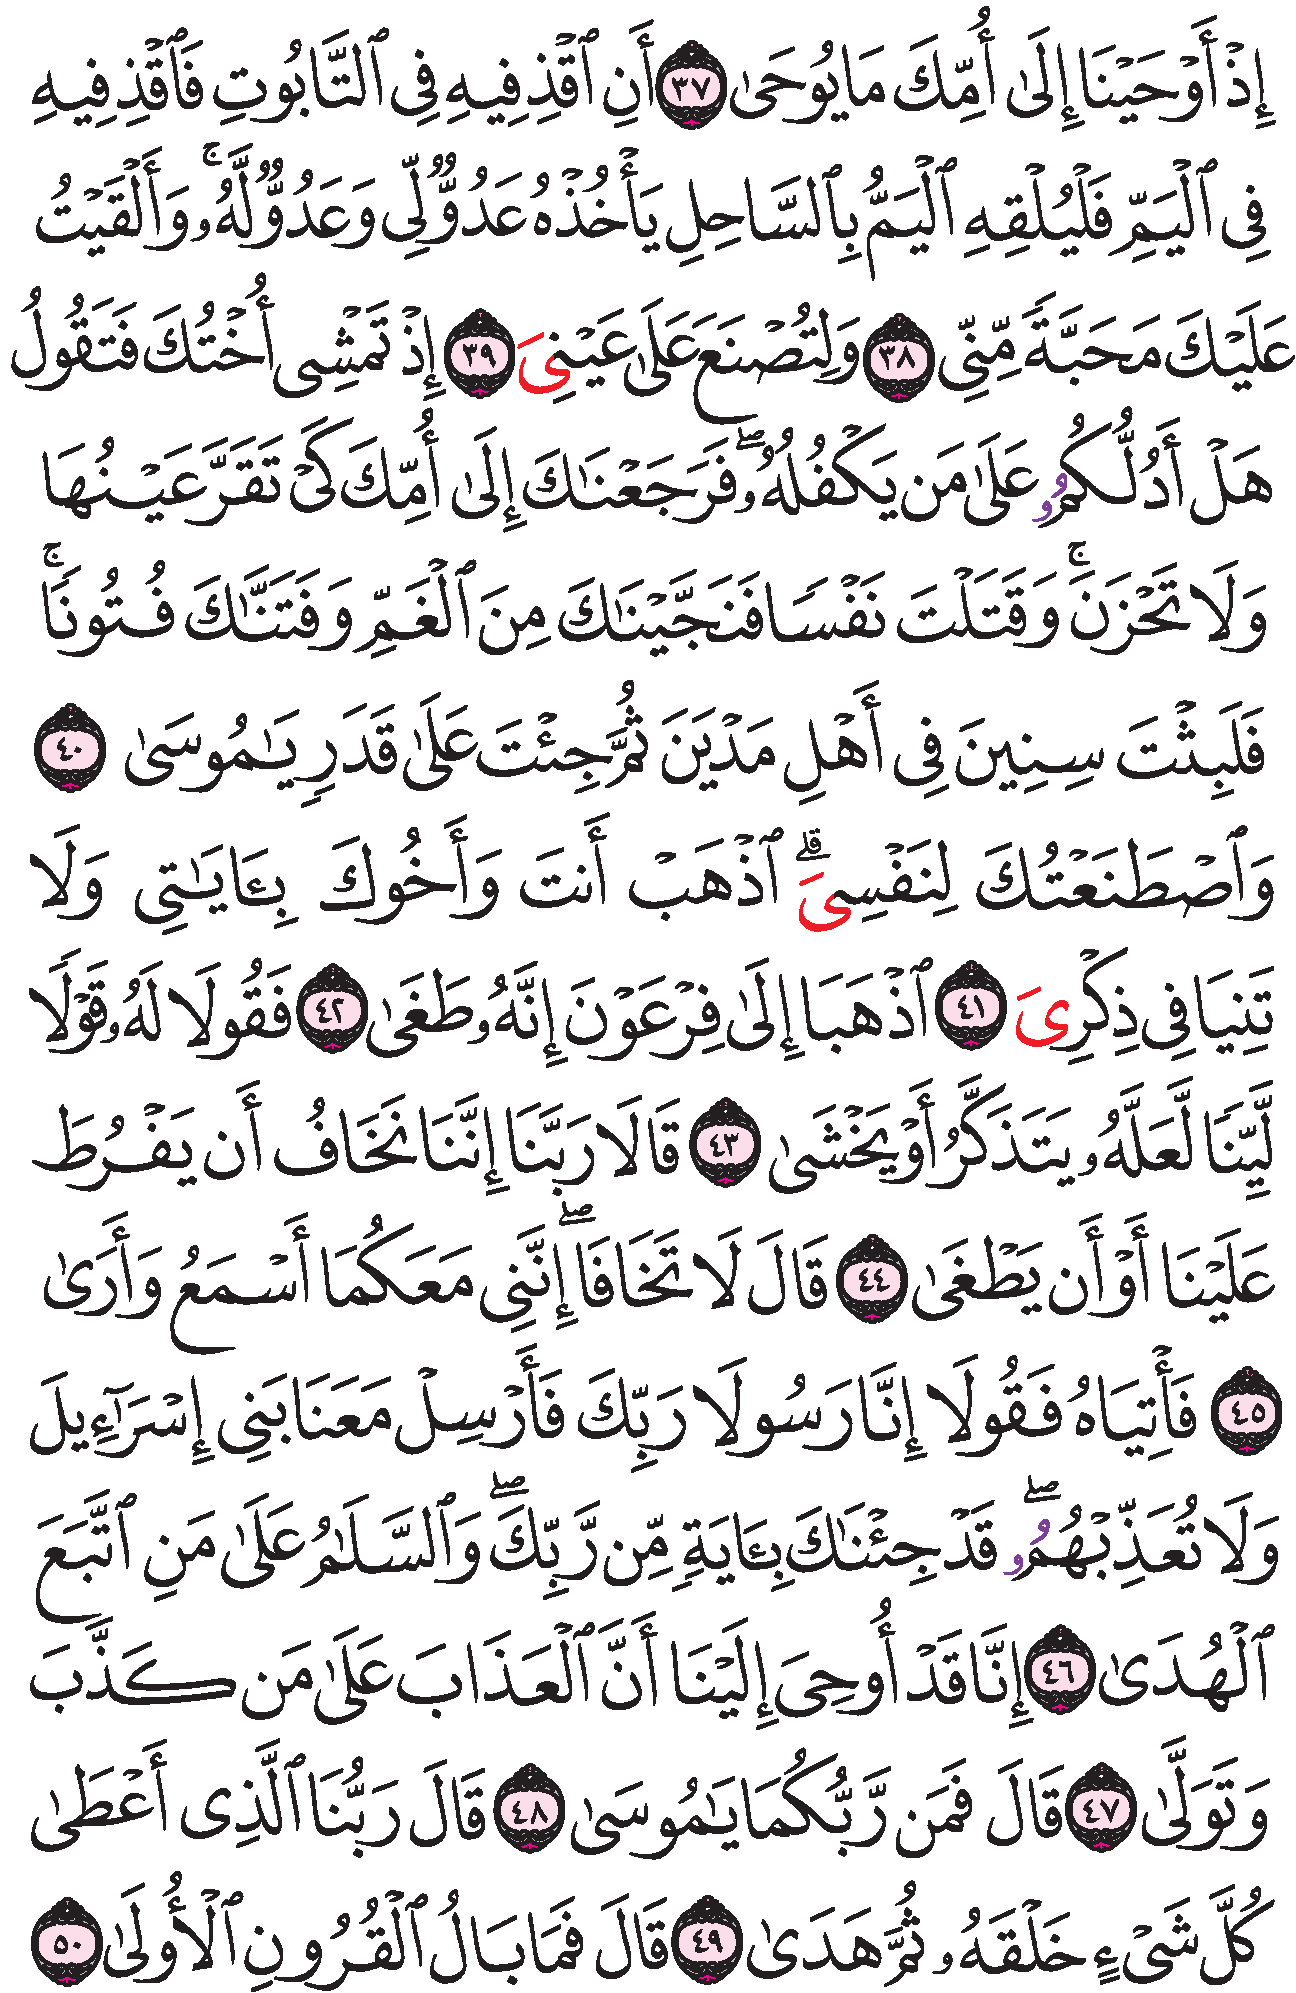 إِذۡ أَوۡحَيۡنَا إِلَىٰ أُمِّكَ مَا يُوحَىٰ ٣٧ أَنِ ٱقۡذِفِيهِ فِي ٱلتَّابُوتِ فَٱقۡذِفِيهِ
فِي ٱلۡيَمِّ فَلۡيُلۡقِهِ ٱلۡيَمُّ بِٱلسَّاحِلِ يَأۡخُذۡهُ عَدُوّٞ لِّي وَعَدُوّٞ لَّهُۥۚ وَأَلۡقَيۡتُ
عَلَيۡكَ مَحَبَّةٗ مِّنِّي ٣٨ وَلِتُصۡنَعَ عَلَىٰ عَيۡنِيَ ٣٩ إِذۡ تَمۡشِي أُخۡتُكَ فَتَقُولُ
هَلۡ أَدُلُّكُمُۥ عَلَىٰ مَن يَكۡفُلُهُۥۖ فَرَجَعۡنَٰكَ إِلَىٰ أُمِّكَ كَيۡ تَقَرَّ عَيۡنُهَا
وَلَا تَحۡزَنَۚ وَقَتَلۡتَ نَفۡسٗا فَنَجَّيۡنَٰكَ مِنَ ٱلۡغَمِّ وَفَتَنَّٰكَ فُتُونٗاۚ
فَلَبِثۡتَ سِنِينَ فِي أَهۡلِ مَدۡيَنَ ثُمَّ جِئۡتَ عَلَىٰ قَدَرٖ يَٰمُوسَىٰ ٤٠
وَٱصۡطَنَعۡتُكَ لِنَفۡسِيَۗ ٱذۡهَبۡ أَنتَ وَأَخُوكَ بِـَٔايَٰتِي وَلَا
تَنِيَا فِي ذِكۡرِيَ ٤١ ٱذۡهَبَا إِلَىٰ فِرۡعَوۡنَ إِنَّهُۥ طَغَىٰ ٤٢ فَقُولَا لَهُۥ قَوۡلٗا
لَّيِّنٗا لَّعَلَّهُۥ يَتَذَكَّرُ أَوۡ يَخۡشَىٰ ٤٣ قَالَا رَبَّنَا إِنَّنَا نَخَافُ أَن يَفۡرُطَ
عَلَيۡنَا أَوۡ أَن يَطۡغَىٰ ٤٤ قَالَ لَا تَخَافَاۖ إِنَّنِي مَعَكُمَا أَسۡمَعُ وَأَرَىٰ
٤٥ فَأۡتِيَاهُ فَقُولَا إِنَّا رَسُولَا رَبِّكَ فَأَرۡسِلۡ مَعَنَا بَنِي إِسۡرَٰٓءِيلَ
وَلَا تُعَذِّبۡهُمُۥۖ قَدۡ جِئۡنَٰكَ بِـَٔايَةٖ مِّن رَّبِّكَۖ وَٱلسَّلَٰمُ عَلَىٰ مَنِ ٱتَّبَعَ
ٱلۡهُدَىٰ ٤٦ إِنَّا قَدۡ أُوحِيَ إِلَيۡنَا أَنَّ ٱلۡعَذَابَ عَلَىٰ مَن كَذَّبَ
وَتَوَلَّىٰ ٤٧ قَالَ فَمَن رَّبُّكُمَا يَٰمُوسَىٰ ٤٨ قَالَ رَبُّنَا ٱلَّذِي أَعۡطَىٰ
كُلَّ شَيۡءٍ خَلۡقَهُۥ ثُمَّ هَدَىٰ ٤٩ قَالَ فَمَا بَالُ ٱلۡقُرُونِ ٱلۡأُولَىٰ ٥٠